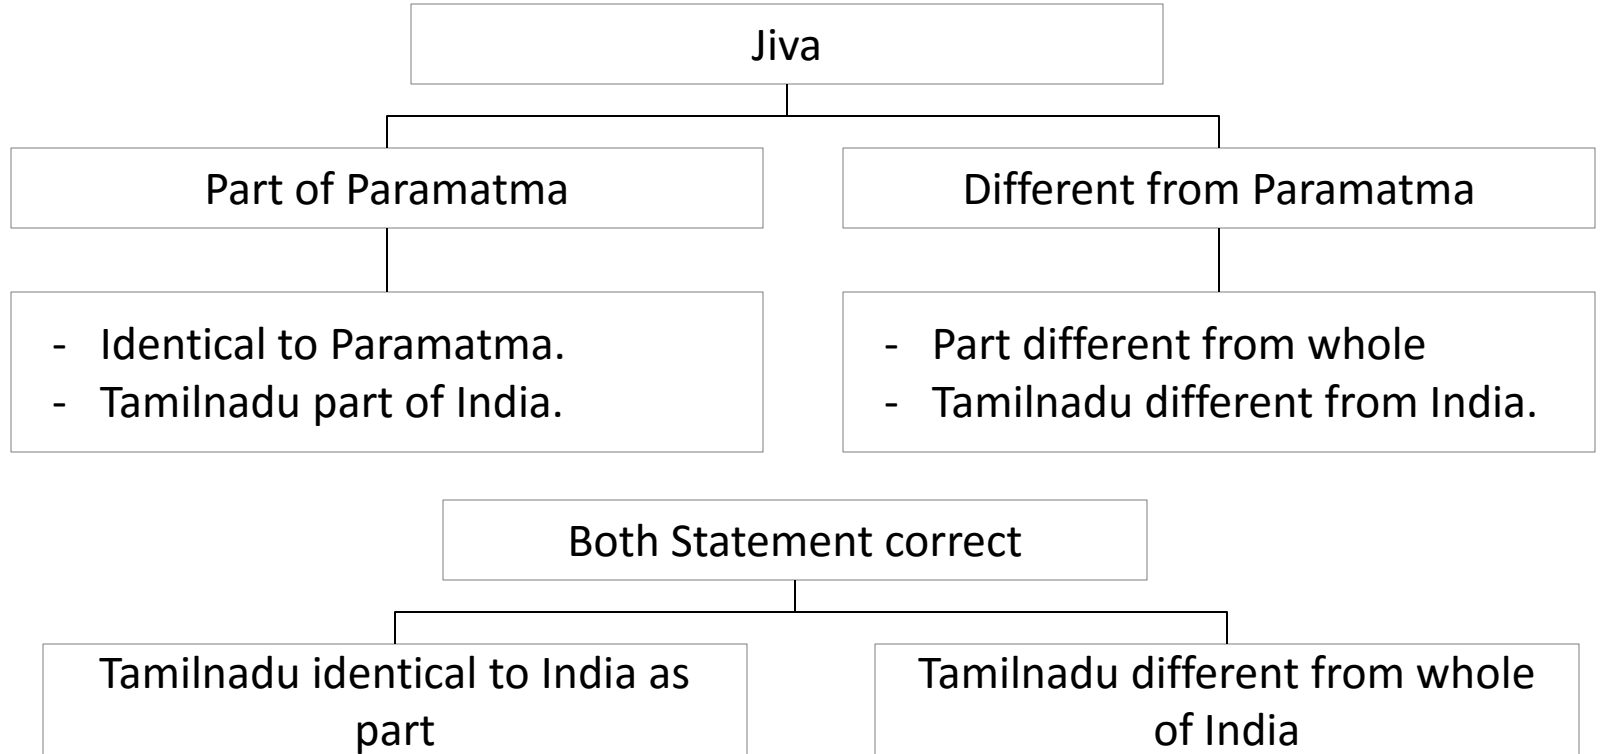 Jiva
Part of Paramatma
Different from Paramatma
- Identical to Paramatma.
- Tamilnadu part of India.
- Part different from whole
- Tamilnadu different from India.
Both Statement correct
Tamilnadu identical to India as
part
Tamilnadu different from whole
of India